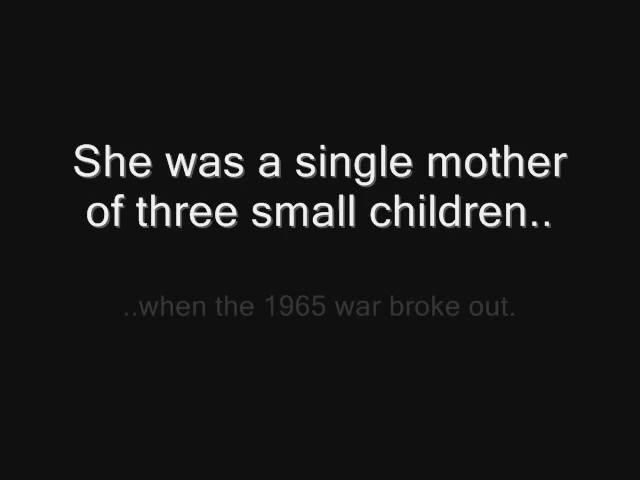 She was a single mother
of three small children..
..when the 1965 war broke out.